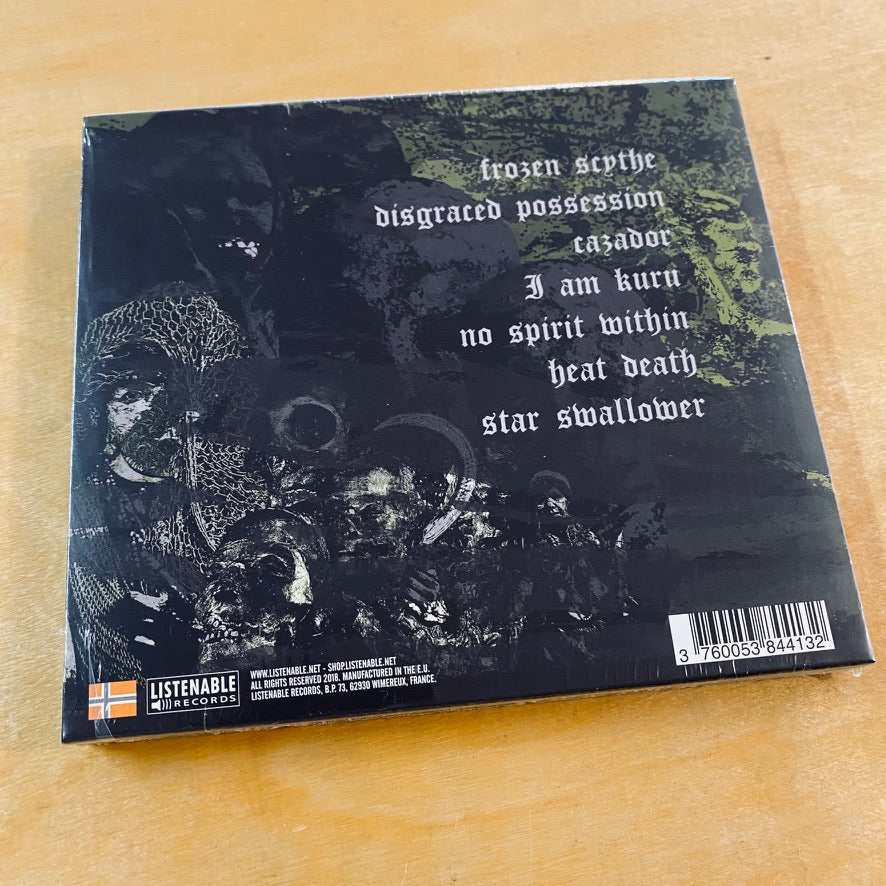 frozen scythe
disgraced possession
cazador
I am kuru
no spirit within
heat death
star swallower
LISTENABLE
RECORDS
WWW.LISTENABLE.NET - SHOP.LISTENABLE.NET
ALL RIGHTS RESERVED 2018. MANUFACTURED IN THE E.U.
LISTENABLE RECORDS, B.P. 73, 62930 WIMEREUX, FRANCE.
3 760053 844132